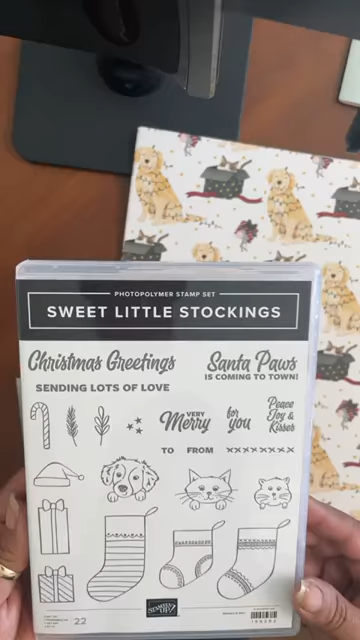 PHOTOPOLYMER STAMP SET
SWEET LITTLE STOCKINGS
Christmas Greetings
Santa Paws
IS COMING TO TOWN!
SENDING LOTS OF LOVE
VERY
Merry
for
you
Peace
Joy &
Kisses
TO FROM xxxxxxxx
22